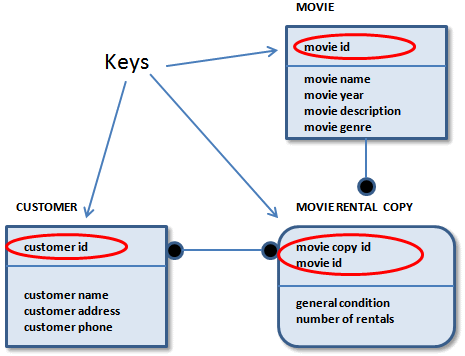 MOVIE
movie id
Keys
movie name
movie year
movie description
movie genre
CUSTOMER
customer id
customer name
customer address
customer phone
MOVIE RENTAL COPY
movie copy id
movie id
general condition
number of rentals